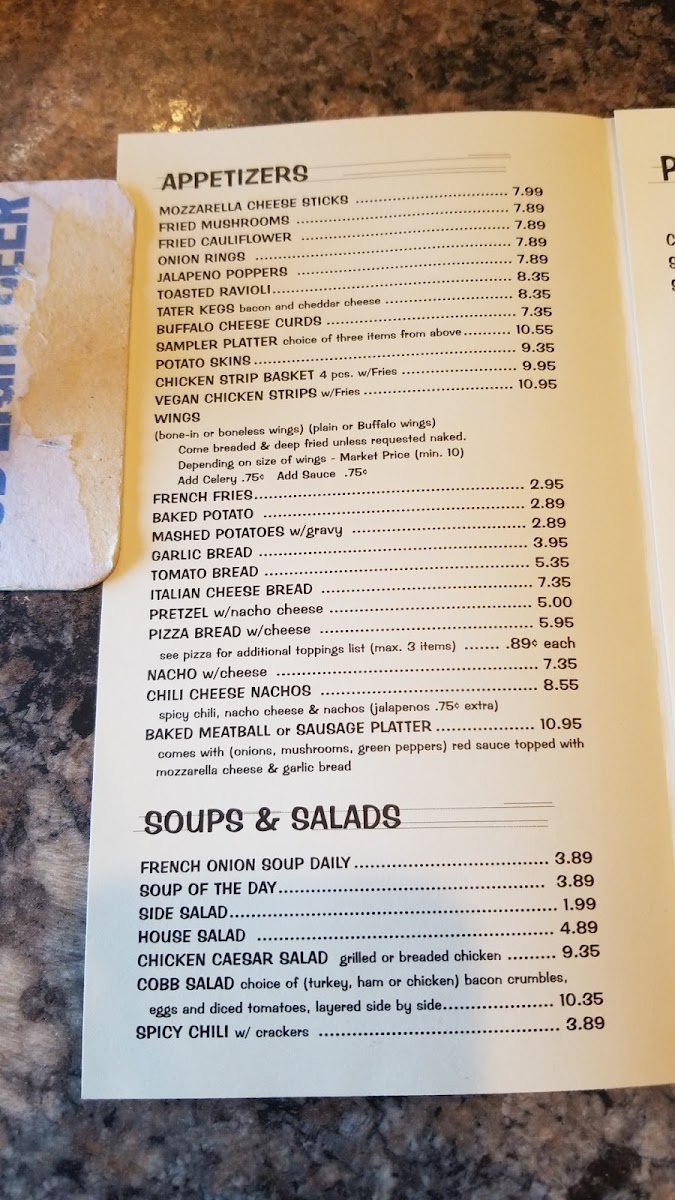 APPETIZERS
MOZZARELLA CHEESE STICKS ........ 7.99
FRIED MUSHROOMS ........ 7.89
FRIED CAULIFLOWER ........ 7.89
ONION RINGS ........ 7.89
JALAPENO POPPERS ........ 7.89
TOASTED RAVIOLI ........ 8.35
TATER KEGS bacon and cheddar cheese ........ 8.35
BUFFALO CHEESE CURDS ........ 7.35
SAMPLER PLATTER choice of three items from above ........ 10.55
POTATO SKINS ........ 9.35
CHICKEN STRIP BASKET 4 pcs. w/Fries ........ 9.95
VEGAN CHICKEN STRIPS w/Fries ........ 10.95
WINGS
(bone-in or boneless wings) (plain or Buffalo wings)
Come breaded & deep fried unless requested naked.
Depending on size of wings - Market Price (min. 10)
Add Celery .75¢ Add Sauce .75¢
FRENCH FRIES ........ 2.95
BAKED POTATO ........ 2.89
MASHED POTATOES w/gravy ........ 2.89
GARLIC BREAD ........ 3.95
TOMATO BREAD ........ 5.35
ITALIAN CHEESE BREAD ........ 7.35
PRETZEL w/nacho cheese ........ 5.00
PIZZA BREAD w/cheese ........ 5.95
see pizza for additional toppings list (max. 3 items) ....... .89¢ each
NACHO w/cheese ........ 7.35
CHILI CHEESE NACHOS ........ 8.55
spicy chili, nacho cheese & nachos (jalapenos .75¢ extra)
BAKED MEATBALL or SAUSAGE PLATTER ........ 10.95
comes with (onions, mushrooms, green peppers) red sauce topped with
mozzarella cheese & garlic bread
SOUPS & SALADS
FRENCH ONION SOUP DAILY ........ 3.89
SOUP OF THE DAY ........ 3.89
SIDE SALAD ........ 1.99
HOUSE SALAD ........ 4.89
CHICKEN CAESAR SALAD grilled or breaded chicken ......... 9.35
COBB SALAD choice of (turkey, ham or chicken) bacon crumbles,
eggs and diced tomatoes, layered side by side ........ 10.35
SPICY CHILI w/ crackers ........ 3.89